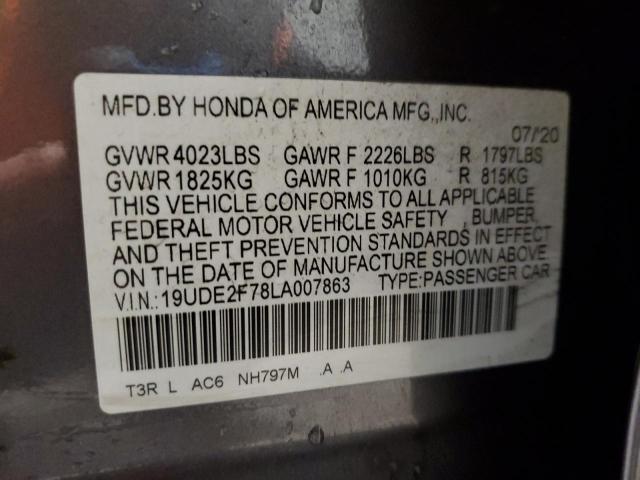 MFD.BY HONDA OF AMERICA MFG.,INC.
07/'20
GVWR 4023LBS GAWR F 2226LBS R 1797LBS
GVWR 1825KG GAWR F 1010KG R 815KG
THIS VEHICLE CONFORMS TO ALL APPLICABLE
FEDERAL MOTOR VEHICLE SAFETY , BUMPER,
AND THEFT PREVENTION STANDARDS IN EFFECT
ON THE DATE OF MANUFACTURE SHOWN ABOVE.
V.I.N.:19UDE2F78LA007863 TYPE:PASSENGER CAR
T3R L AC6 NH797M .A .A